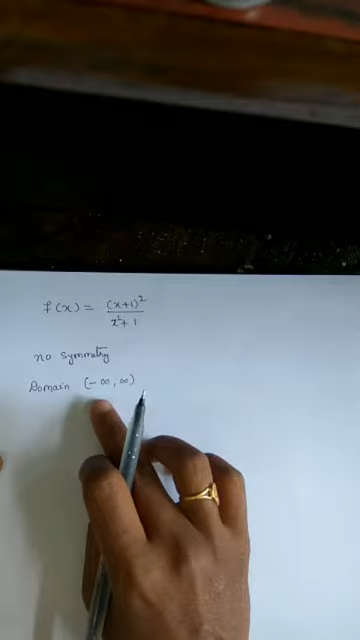 f(x) = (x+1)² / x²+1
no symmetry
Domain (-∞, ∞)